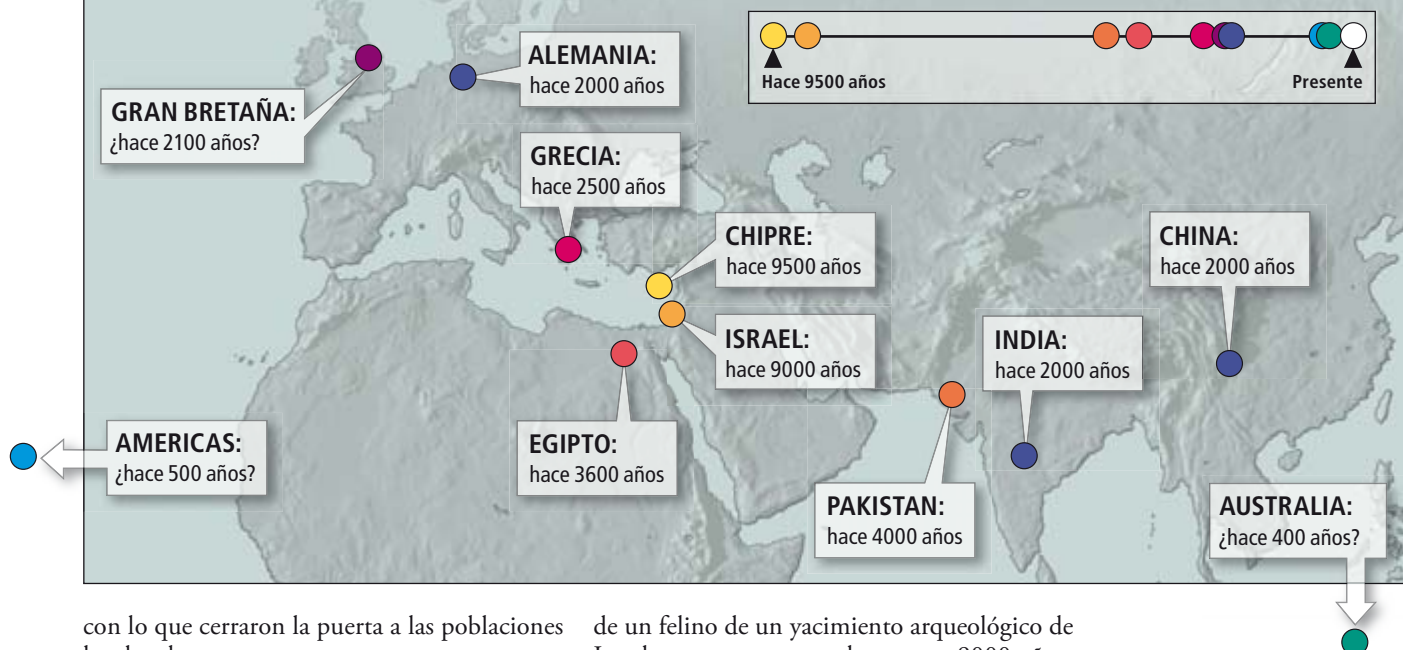 Hace 9500 años
Presente
ALEMANIA:
hace 2000 años
GRAN BRETAÑA:
¿hace 2100 años?
GRECIA:
hace 2500 años
CHIPRE:
hace 9500 años
CHINA:
hace 2000 años
ISRAEL:
hace 9000 años
INDIA:
hace 2000 años
AMERICAS:
¿hace 500 años?
EGIPTO:
hace 3600 años
PAKISTAN:
hace 4000 años
AUSTRALIA:
¿hace 400 años?
con lo que cerraron la puerta a las poblaciones
de un felino de un yacimiento arqueológico de